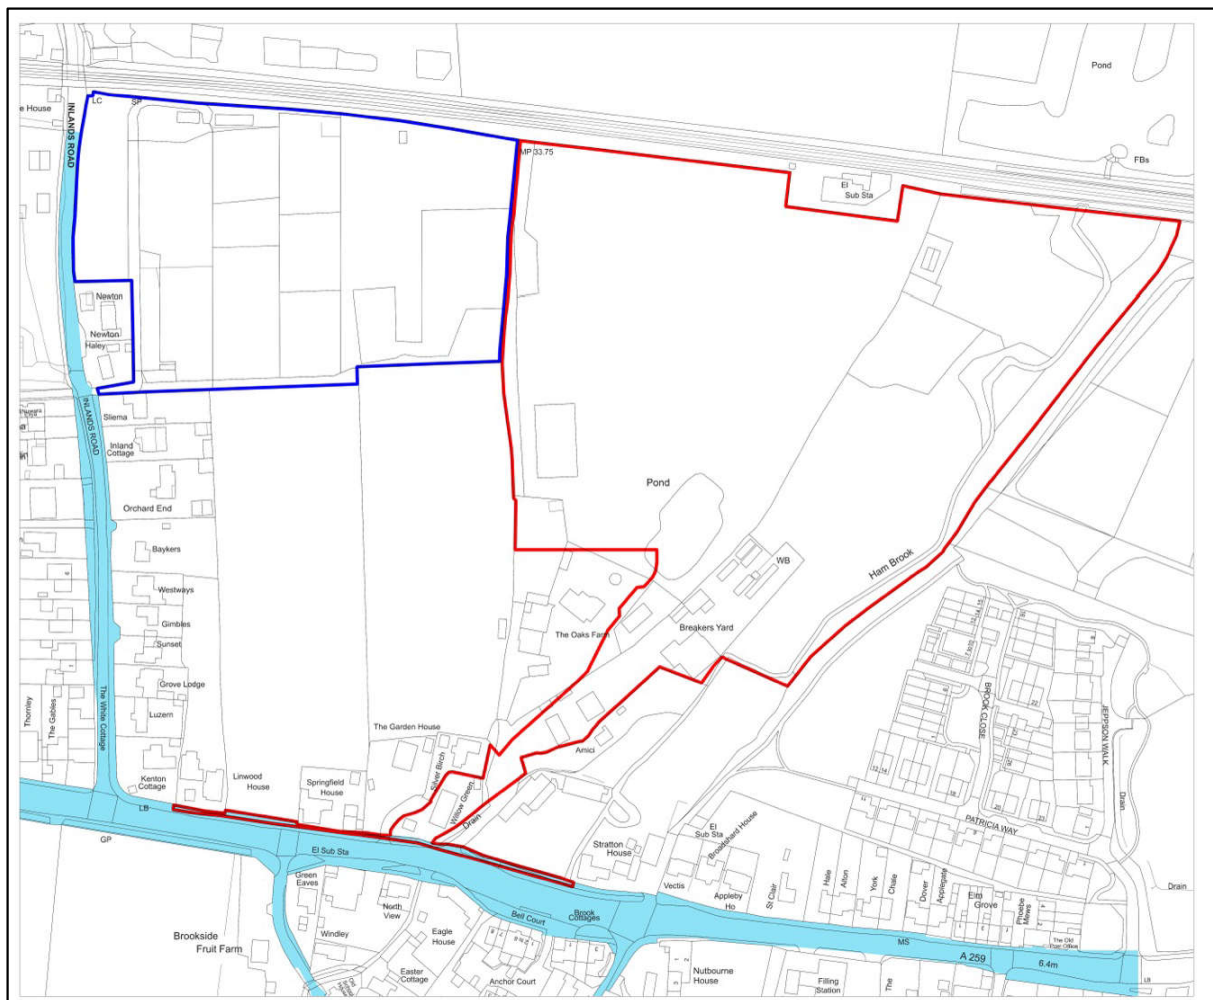 Pond
LC
SP
e House
INLANDS ROAD
MP 33.75
FBs
El
Sub Sta
Newton
Newton
Haley
INLANDS ROAD
Sliema
Inland
Cottage
Pond
Orchard End
Baykers
WB
Ham Brook
Westways
Gimbles
Sunset
The Oaks Farm
Breakers Yard
Grove Lodge
Luzern
Thornley
The Gables
The White Cottage
BROOK CLOSE
JEPPSON WALK
The Garden House
Amici
Silver Birch
Willow Green
Drain
Kenton
Cottage
Linwood
House
Springfield
House
LB
GP
El Sub Sta
Drain
PATRICIA WAY
El
Sub Sta
Broadshard House
Stratton
House
Vectis
Appleby
Ho
St Clair
Hale
Alton
York
Chale
Dover
Applegate
Elm
Grove
Phoebe
Mews
Drain
Green
Eaves
North
View
Bell Court
Brook
Cottages
Windley
Eagle
House
Brookside
Fruit Farm
Easter
Cottage
Anchor Court
Nutbourne
House
MS
Filling
Station
The
A 259
6.4m
The Old
Post Office
LB